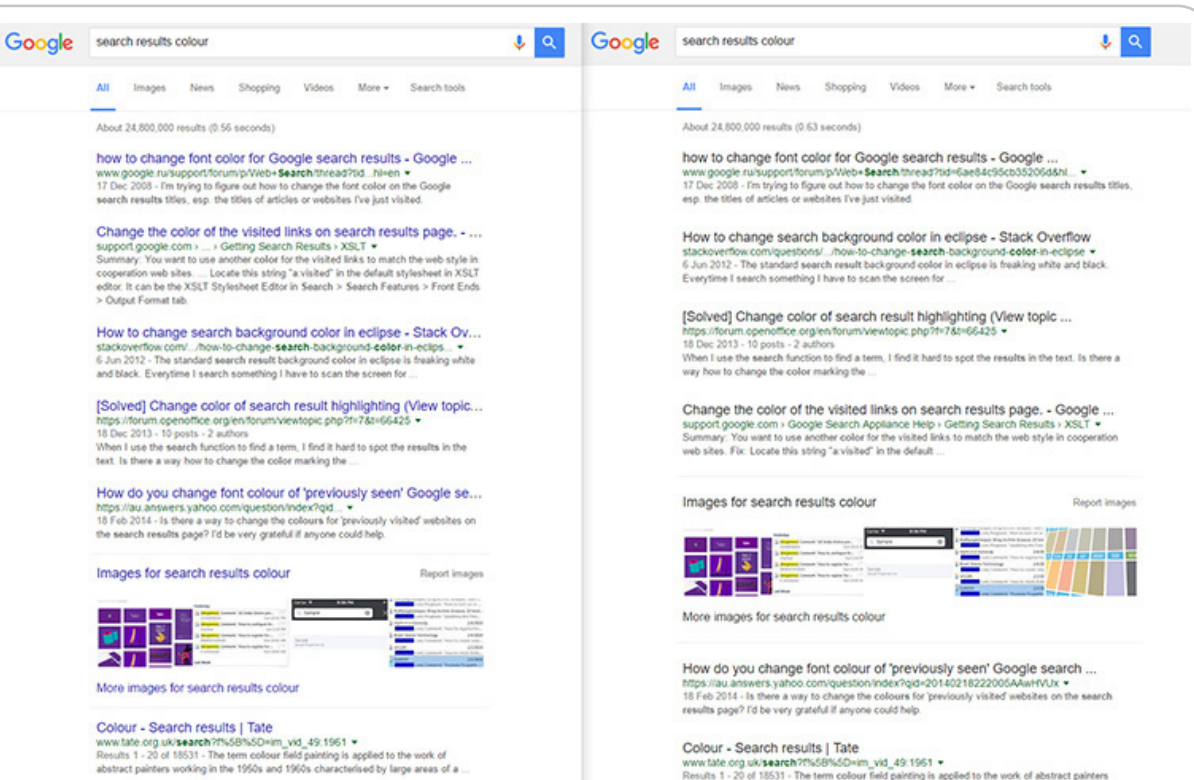 Google
search results colour
All Images News Shopping Videos More Search tools
About 24,800,000 results (0.56 seconds)
how to change font color for Google search results - Google ...
www.google.ru/support/forum/p/Web+Search/thread?tid...hl=en
17 Dec 2008 - I'm trying to figure out how to change the font color on the Google
search results titles, esp. the titles of articles or websites I've just visited.
Change the color of the visited links on search results page. - ...
support.google.com › ... › Getting Search Results › XSLT
Summary: You want to use another color for the visited links to match the web style in
cooperation web sites. ... Locate this string "a:visited" in the default stylesheet in XSLT
editor. It can be the XSLT Stylesheet Editor in Search > Search Features > Front Ends
> Output Format tab.
How to change search background color in eclipse - Stack Ov...
stackoverflow.com/.../how-to-change-search-background-color-in-eclips...
6 Jun 2012 - The standard search result background color in eclipse is freaking white
and black. Everytime I search something I have to scan the screen for ...
[Solved] Change color of search result highlighting (View topic...
https://forum.openoffice.org/en/forum/viewtopic.php?f=7&t=66425
18 Dec 2013 - 10 posts - 2 authors
When I use the search function to find a term, I find it hard to spot the results in the
text. Is there a way how to change the color marking the ...
How do you change font colour of 'previously seen' Google se...
https://au.answers.yahoo.com/question/index?qid...
18 Feb 2014 - Is there a way to change the colours for 'previously visited' websites on
the search results page? I'd be very grateful if anyone could help.
Images for search results colour Report images
More images for search results colour
Colour - Search results | Tate
www.tate.org.uk/search?f%5B%5D=im_vid_49:1961
Results 1 - 20 of 18531 - The term colour field painting is applied to the work of
abstract painters working in the 1950s and 1960s characterised by large areas of a ...
Google
search results colour
All Images News Shopping Videos More Search tools
About 24,800,000 results (0.63 seconds)
how to change font color for Google search results - Google ...
www.google.ru/support/forum/p/Web+Search/thread?tid=6ae84c95cb35206d&hl...
17 Dec 2008 - I'm trying to figure out how to change the font color on the Google search results titles,
esp. the titles of articles or websites I've just visited.
How to change search background color in eclipse - Stack Overflow
stackoverflow.com/questions/.../how-to-change-search-background-color-in-eclipse
6 Jun 2012 - The standard search result background color in eclipse is freaking white and black.
Everytime I search something I have to scan the screen for ...
[Solved] Change color of search result highlighting (View topic ...
https://forum.openoffice.org/en/forum/viewtopic.php?f=7&t=66425
18 Dec 2013 - 10 posts - 2 authors
When I use the search function to find a term, I find it hard to spot the results in the text. Is there a
way how to change the color marking the ...
Change the color of the visited links on search results page. - Google ...
support.google.com › Google Search Appliance Help › Getting Search Results › XSLT
Summary: You want to use another color for the visited links to match the web style in cooperation
web sites. Fix: Locate this string "a:visited" in the default ...
Images for search results colour Report images
More images for search results colour
How do you change font colour of 'previously seen' Google search ...
https://au.answers.yahoo.com/question/index?qid=20140218222005AAwHVUx
18 Feb 2014 - Is there a way to change the colours for 'previously visited' websites on the search
results page? I'd be very grateful if anyone could help.
Colour - Search results | Tate
www.tate.org.uk/search?f%5B%5D=im_vid_49:1961
Results 1 - 20 of 18531 - The term colour field painting is applied to the work of abstract painters